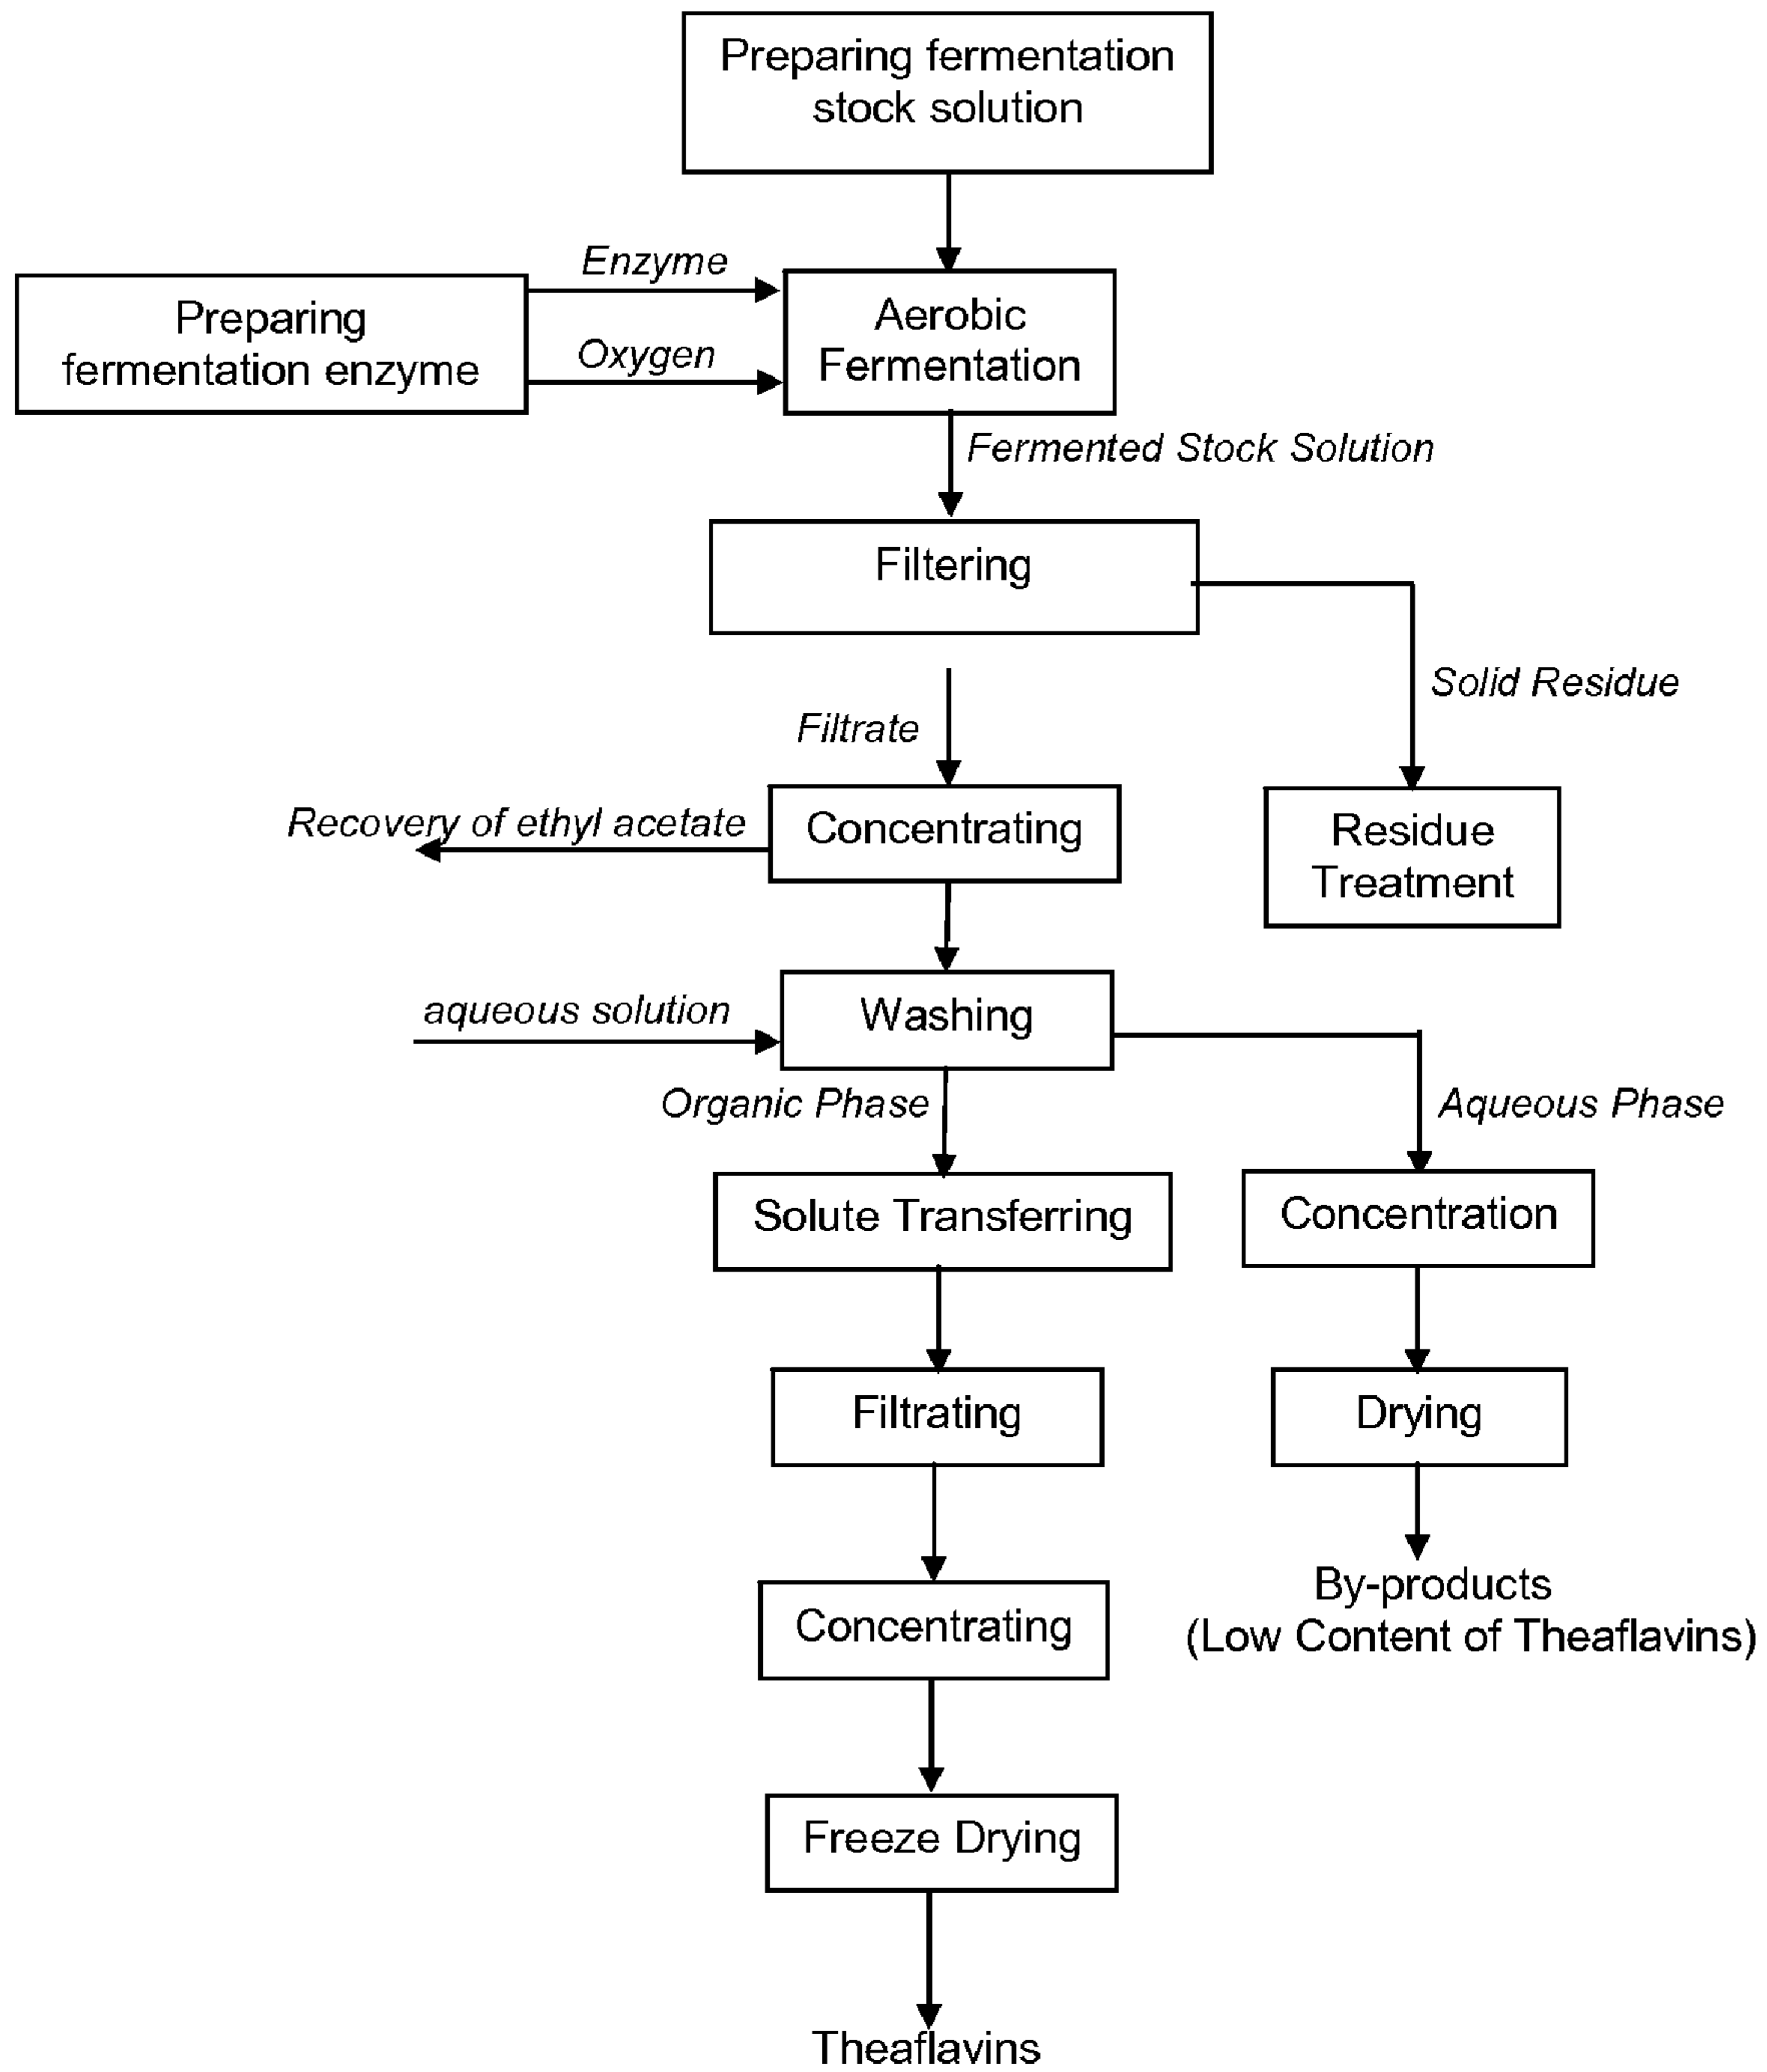 Preparing fermentation
stock solution
Enzyme
Preparing
fermentation enzyme
Oxygen
Aerobic
Fermentation
Fermented Stock Solution
Filtering
Solid Residue
Filtrate
Recovery of ethyl acetate
Concentrating
Residue
Treatment
aqueous solution
Washing
Organic Phase
Aqueous Phase
Solute Transferring
Concentration
Filtrating
Drying
By-products
(Low Content of Theaflavins)
Concentrating
Freeze Drying
Theaflavins